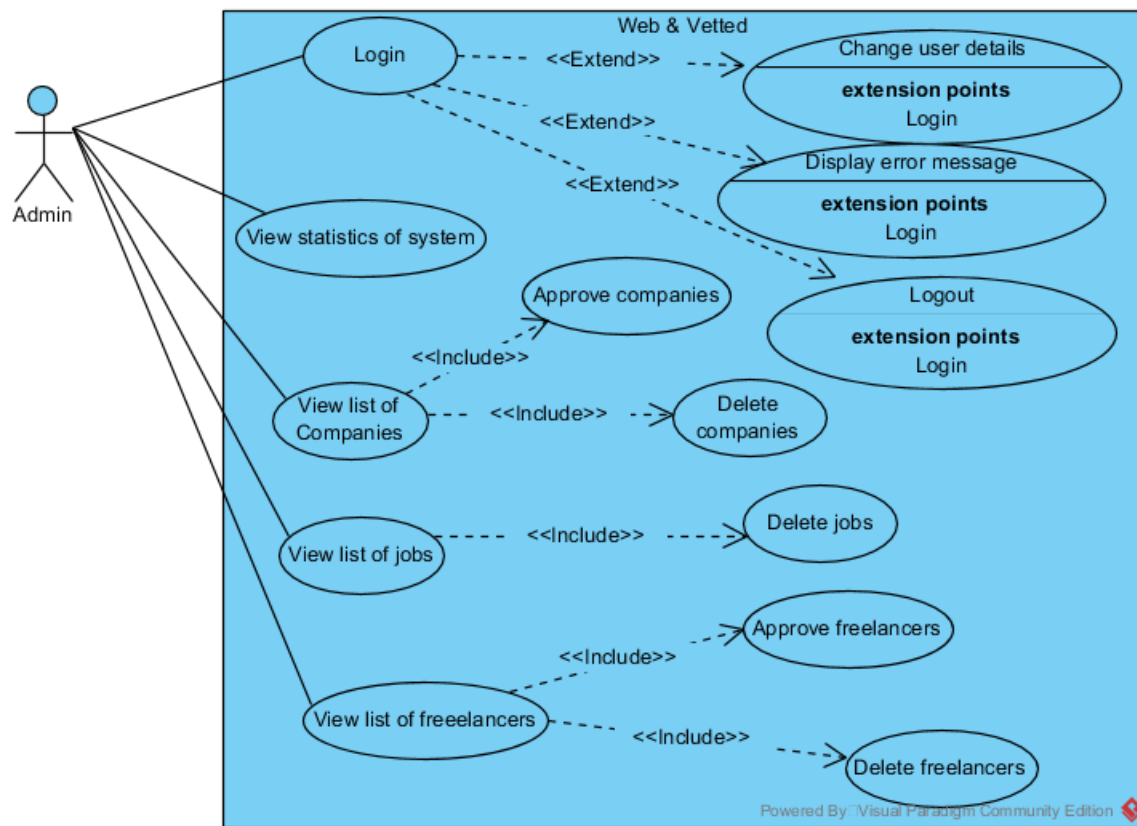 Web & Vetted
Login
<<Extend>>
Change user details
extension points
Login
<<Extend>>
Display error message
extension points
Login
<<Extend>>
Logout
extension points
Login
Admin
View statistics of system
Approve companies
<<Include>>
View list of
Companies
<<Include>>
Delete
companies
View list of jobs
<<Include>>
Delete jobs
Approve freelancers
<<Include>>
View list of freeelancers
<<Include>>
Delete freelancers
Powered By Visual Paradigm Community Edition